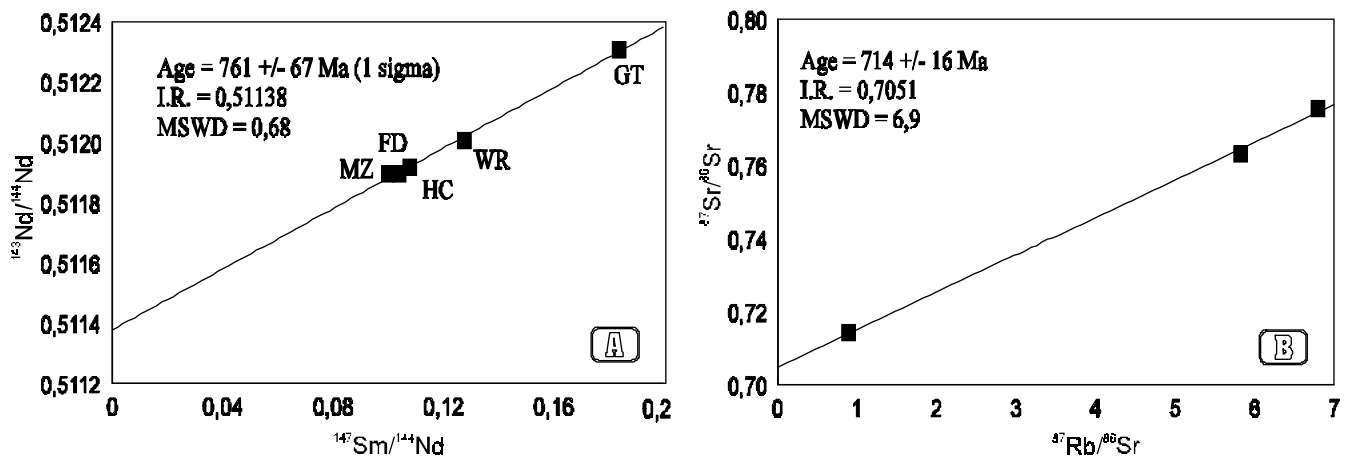 0,5124
0,5122
0,5120
0,5118
0,5116
0,5114
0,5112
¹⁴³Nd/¹⁴⁴Nd
Age = 761 +/- 67 Ma (1 sigma)
I.R. = 0,51138
MSWD = 0,68
GT
FD
MZ
WR
HC
A
0 0,04 0,08 0,12 0,16 0,2
¹⁴⁷Sm/¹⁴⁴Nd
0,80
0,78
0,76
0,74
0,72
0,70
⁸⁷Sr/⁸⁶Sr
Age = 714 +/- 16 Ma
I.R. = 0,7051
MSWD = 6,9
B
0 1 2 3 4 5 6 7
⁸⁷Rb/⁸⁶Sr